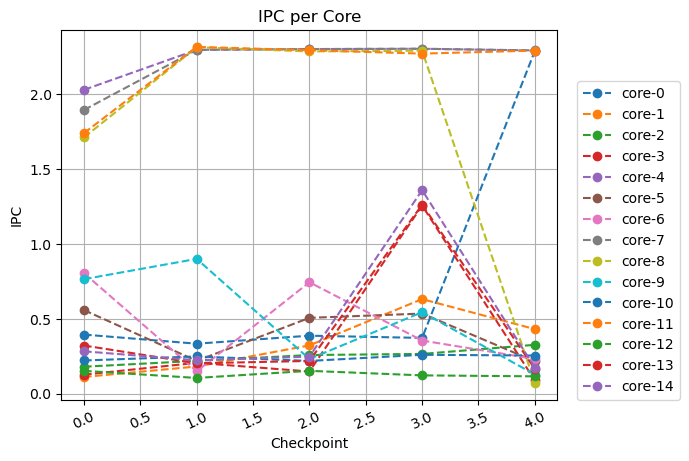 IPC per Core
IPC
2.0
1.5
1.0
0.5
0.0
0.0
0.5
1.0
1.5
2.0
2.5
3.0
3.5
4.0
Checkpoint
core-0
core-1
core-2
core-3
core-4
core-5
core-6
core-7
core-8
core-9
core-10
core-11
core-12
core-13
core-14